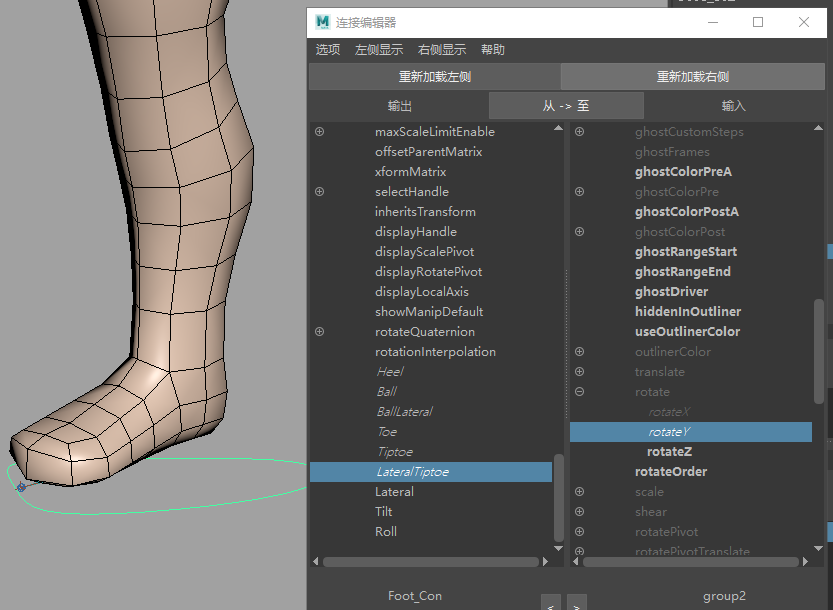 M 连接编辑器
选项 左侧显示 右侧显示 帮助
重新加载左侧 重新加载右侧
输出 从 -> 至 输入
maxScaleLimitEnable
offsetParentMatrix
xformMatrix
selectHandle
inheritsTransform
displayHandle
displayScalePivot
displayRotatePivot
displayLocalAxis
showManipDefault
rotateQuaternion
rotationInterpolation
Heel
Ball
BallLateral
Toe
Tiptoe
LateralTiptoe
Lateral
Tilt
Roll
ghostCustomSteps
ghostFrames
ghostColorPreA
ghostColorPre
ghostColorPostA
ghostColorPost
ghostRangeStart
ghostRangeEnd
ghostDriver
hiddenInOutliner
useOutlinerColor
outlinerColor
translate
rotate
rotateX
rotateY
rotateZ
rotateOrder
scale
shear
rotatePivot
rotatePivotTranslate
Foot_Con < > group2